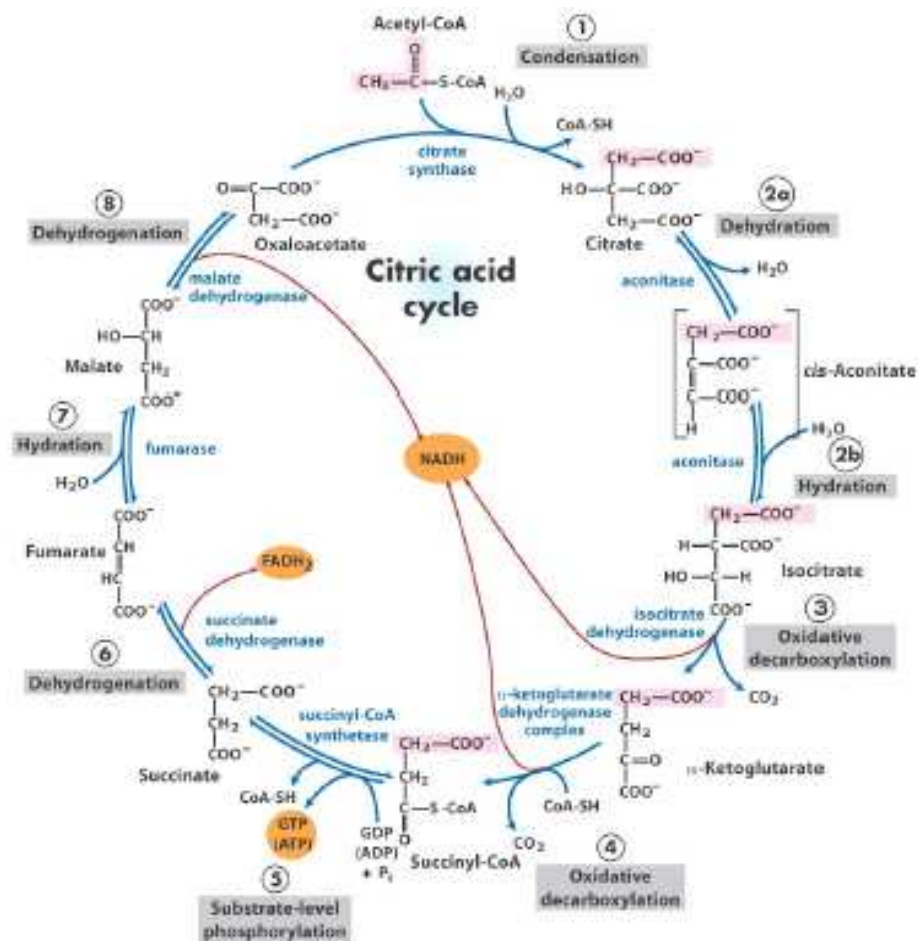 Acetyl-CoA
①
Condensation
O
CH₃—C—S-CoA
H₂O
CoA-SH
citrate
synthase
CH₂—COO⁻
HO—C—COO⁻
CH₂—COO⁻
Citrate
2a
Dehydration
H₂O
aconitase
O=C—COO⁻
CH₂—COO⁻
Oxaloacetate
⑧
Dehydrogenation
malate
dehydrogenase
Citric acid
cycle
CH₂—COO⁻
C—COO⁻
C—COO⁻
H
cis-Aconitate
COO⁻
HO—CH
CH₂
COO⁻
Malate
⑦
Hydration
H₂O
fumarase
NADH
aconitase
H₂O
2b
Hydration
CH₂—COO⁻
H—C—COO⁻
HO—C—H
COO⁻
Isocitrate
COO⁻
CH
HC
COO⁻
Fumarate
FADH₂
isocitrate
dehydrogenase
③
Oxidative
decarboxylation
CO₂
succinate
dehydrogenase
⑥
Dehydrogenation
CH₂—COO⁻
CH₂
COO⁻
Succinate
succinyl-CoA
synthetase
α-ketoglutarate
dehydrogenase
complex
CH₂—COO⁻
CH₂
C=O
COO⁻
α-Ketoglutarate
CH₂—COO⁻
CH₂
C—S-CoA
O
Succinyl-CoA
CoA-SH
GTP
(ATP)
GDP
(ADP)
+ Pᵢ
CO₂
CoA-SH
④
Oxidative
decarboxylation
⑤
Substrate-level
phosphorylation